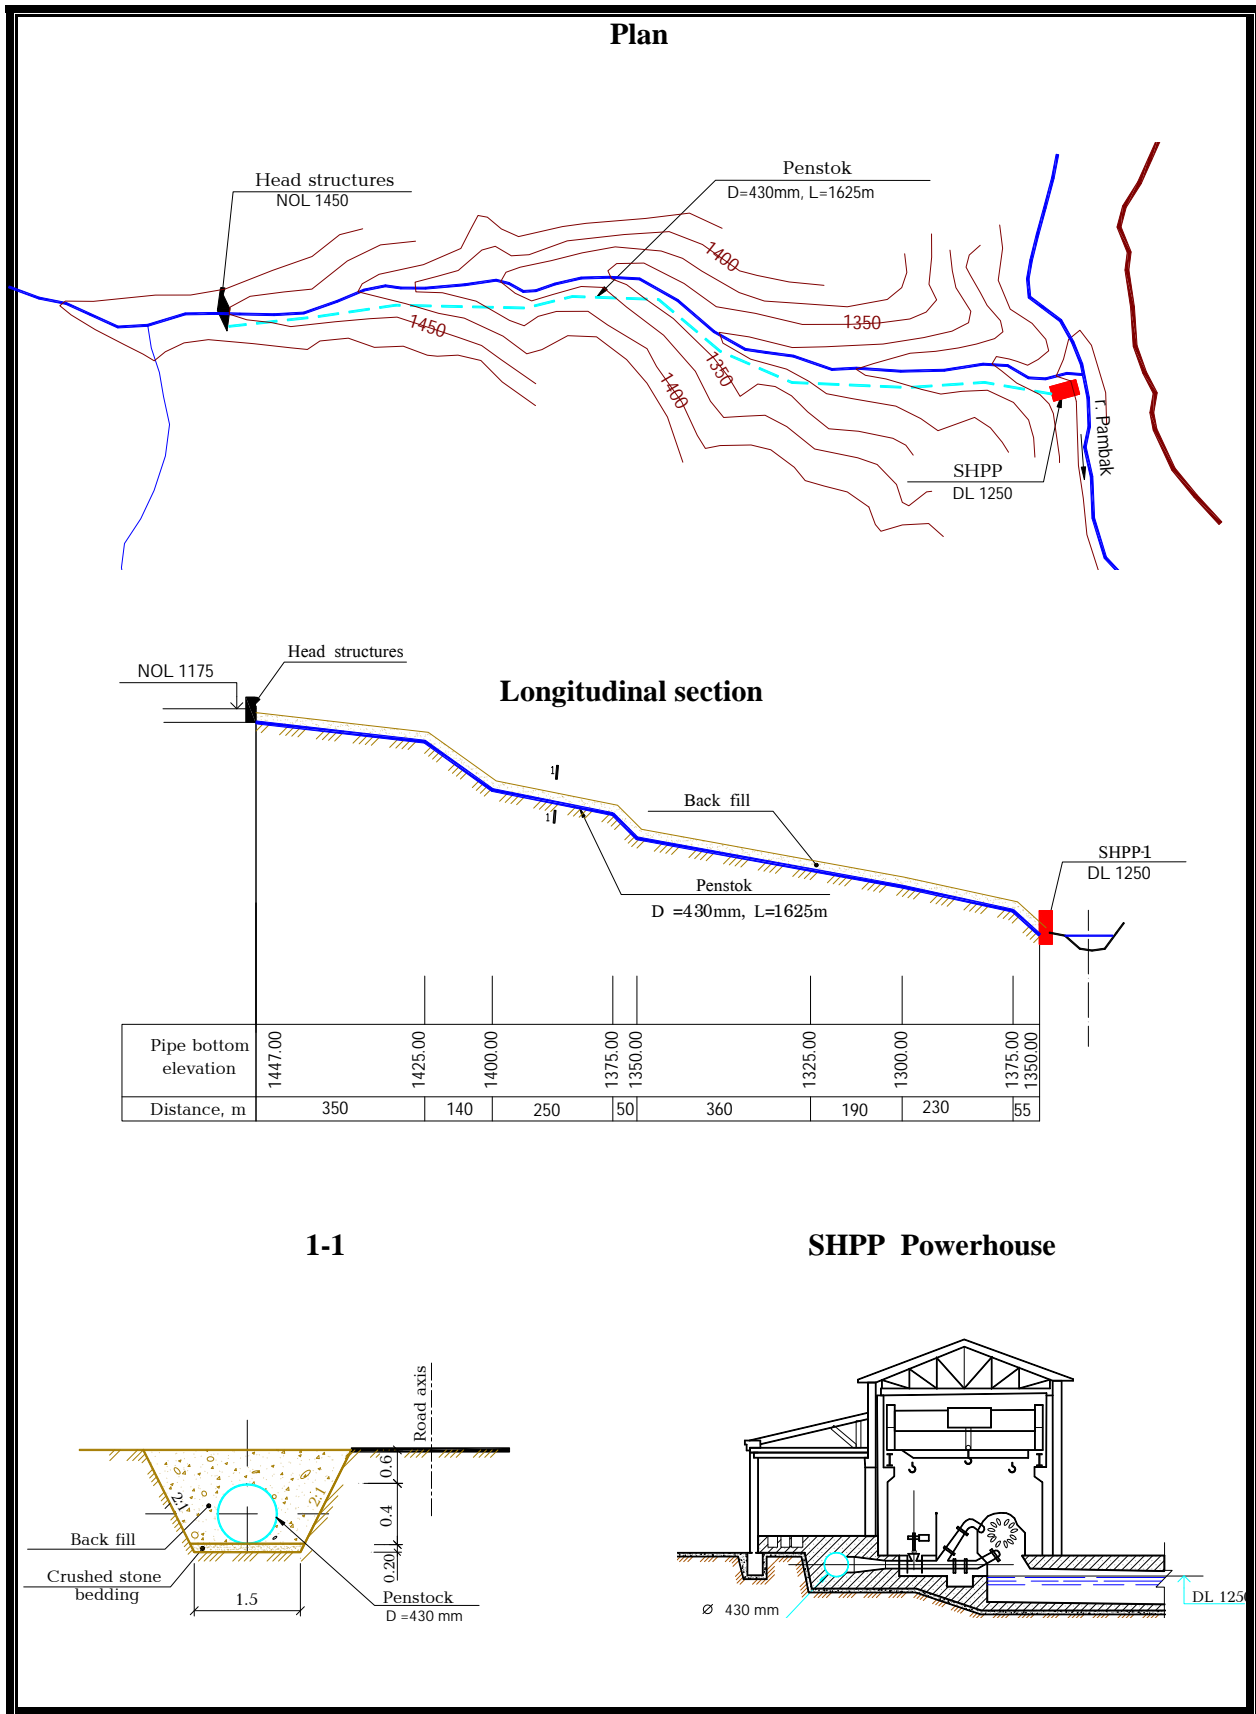 Plan
Head structures
NOL 1450
Penstok
D=430mm, L=1625m
1400
1350
1450
1350
1400
r. Pambak
SHPP
DL 1250
Head structures
NOL 1175
Longitudinal section
1
1
Back fill
Penstok
D =430mm, L=1625m
SHPP-1
DL 1250
Pipe bottom
elevation
1447.00
1425.00
1400.00
1375.00
1350.00
1325.00
1300.00
1375.00
1350.00
Distance, m
350
140
250
50
360
190
230
55
1-1
SHPP Powerhouse
Road axis
0.6
0.4
0.20
2:1
2:1
Back fill
Crushed stone
bedding
1.5
Penstock
D =430 mm
Ø 430 mm
DL 1250